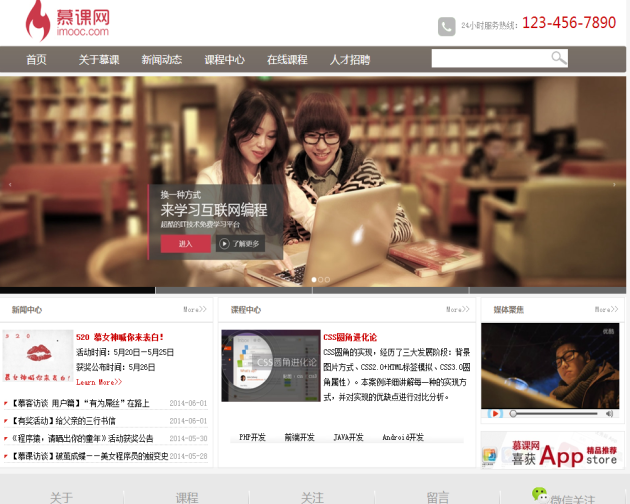 慕课网
imooc.com
24小时服务热线: 123-456-7890
首页 关于慕课 新闻动态 课程中心 在线课程 人才招聘
换一种方式
来学习互联网编程
超酷的IT技术免费学习平台
进入 了解更多
新闻中心 More>>
520 慕女神喊你来表白!
活动时间: 5月20日-5月25日
获奖公布时间: 5月26日
Learn More>>
【慕客访谈 用户篇】“有为屌丝”在路上 2014-06-01
【有奖活动】给父亲的三行书信 2014-06-01
《程序猿,请晒出你的童年》活动获奖公告 2014-05-30
【慕课访谈】破茧成蝶——美女程序员的蜕变史 2014-05-28
课程中心 More>>
CSS圆角进化论
CSS圆角进化论
CSS圆角的实现,经历了三大发展阶段:背景
图片方式、CSS2.0+HTML标签模拟、CSS3.0圆
角属性)。本案例详细讲解每一种的实现方
式,并对实现的优缺点进行对比分析。
PHP开发 前端开发 JAVA开发 Android开发
媒体聚焦 More>>
优酷
慕课网
喜获 App 精品推荐
store
关于 课程 关注 留言 微信关注